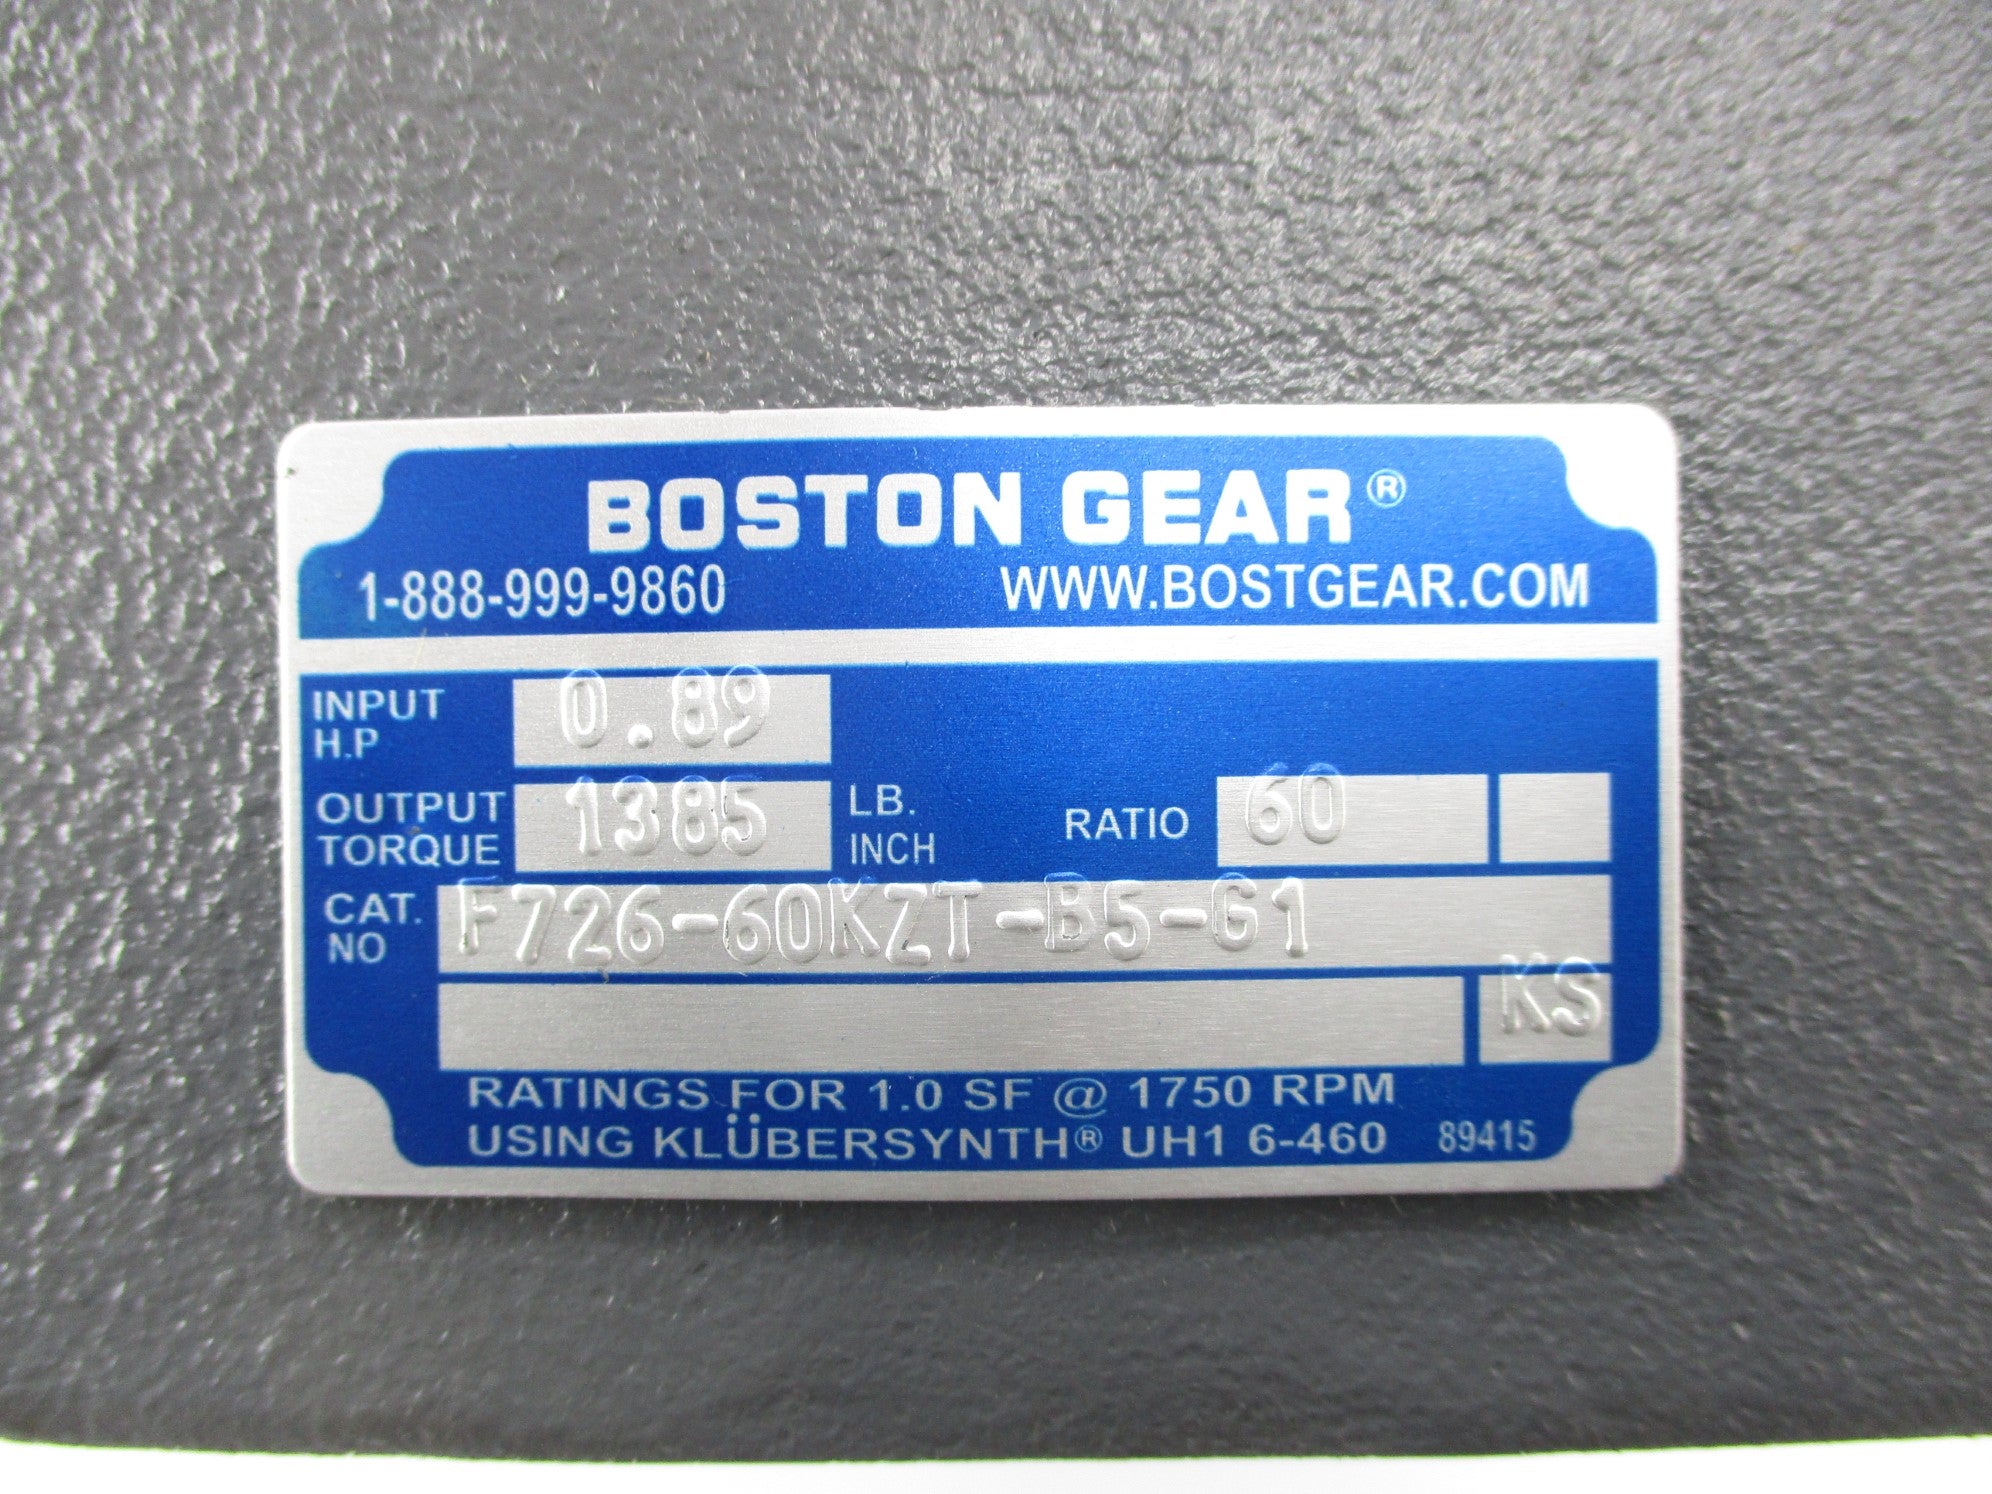 BOSTON GEAR®
1-888-999-9860 WWW.BOSTGEAR.COM
INPUT H.P 0.89
OUTPUT TORQUE 1385 LB. INCH RATIO 60
CAT. NO F726-60KZT-B5-G1
KS
RATINGS FOR 1.0 SF @ 1750 RPM
USING KLÜBERSYNTH® UH1 6-460 89415